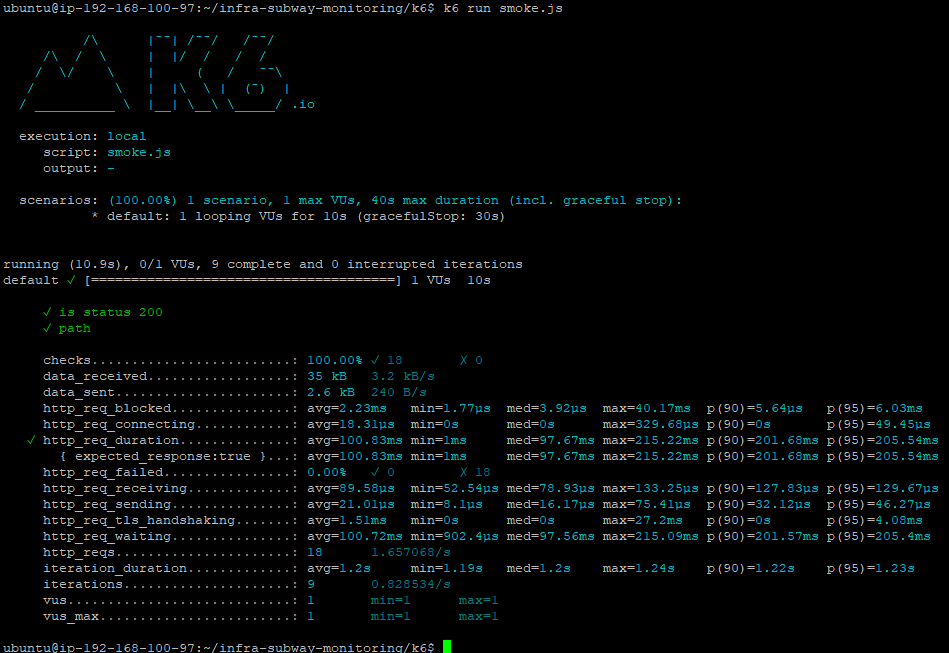 ubuntu@ip-192-168-100-97:~/infra-subway-monitoring/k6$ k6 run smoke.js
          /\      |‾‾| /‾‾/   /‾‾/
     /\  /  \     |  |/  /   /  /
    /  \/    \    |     (   /   ‾‾\
   /          \   |  |\  \ |  (‾)  |
  / __________ \  |__| \__\ \_____/ .io
  execution: local
     script: smoke.js
     output: -
  scenarios: (100.00%) 1 scenario, 1 max VUs, 40s max duration (incl. graceful stop):
           * default: 1 looping VUs for 10s (gracefulStop: 30s)
running (10.9s), 0/1 VUs, 9 complete and 0 interrupted iterations
default ✓ [======================================] 1 VUs  10s
     ✓ is status 200
     ✓ path
     checks.........................: 100.00% ✓ 18       ✗ 0
     data_received..................: 35 kB   3.2 kB/s
     data_sent......................: 2.6 kB  240 B/s
     http_req_blocked...............: avg=2.23ms   min=1.77µs  med=3.92µs  max=40.17ms  p(90)=5.64µs   p(95)=6.03ms
     http_req_connecting............: avg=18.31µs  min=0s      med=0s      max=329.68µs p(90)=0s       p(95)=49.45µs
   ✓ http_req_duration..............: avg=100.83ms min=1ms     med=97.67ms max=215.22ms p(90)=201.68ms p(95)=205.54ms
       { expected_response:true }...: avg=100.83ms min=1ms     med=97.67ms max=215.22ms p(90)=201.68ms p(95)=205.54ms
     http_req_failed................: 0.00%   ✓ 0        ✗ 18
     http_req_receiving.............: avg=89.58µs  min=52.54µs med=78.93µs max=133.25µs p(90)=127.83µs p(95)=129.67µs
     http_req_sending...............: avg=21.01µs  min=8.1µs   med=16.17µs max=75.41µs  p(90)=32.12µs  p(95)=46.27µs
     http_req_tls_handshaking.......: avg=1.51ms   min=0s      med=0s      max=27.2ms   p(90)=0s       p(95)=4.08ms
     http_req_waiting...............: avg=100.72ms min=902.4µs med=97.56ms max=215.09ms p(90)=201.57ms p(95)=205.4ms
     http_reqs......................: 18      1.657068/s
     iteration_duration.............: avg=1.2s     min=1.19s   med=1.2s    max=1.24s    p(90)=1.22s    p(95)=1.23s
     iterations.....................: 9       0.828534/s
     vus............................: 1       min=1      max=1
     vus_max........................: 1       min=1      max=1
ubuntu@ip-192-168-100-97:~/infra-subway-monitoring/k6$